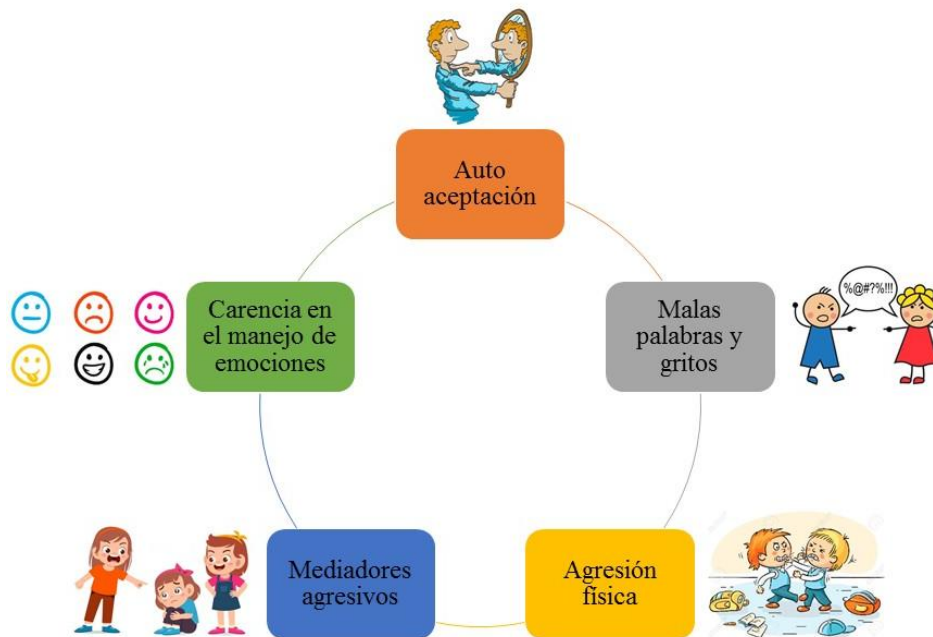 Auto
aceptación
Carencia en
el manejo de
emociones
Malas
palabras y
gritos
%@#?%!!!
Mediadores
agresivos
Agresión
física